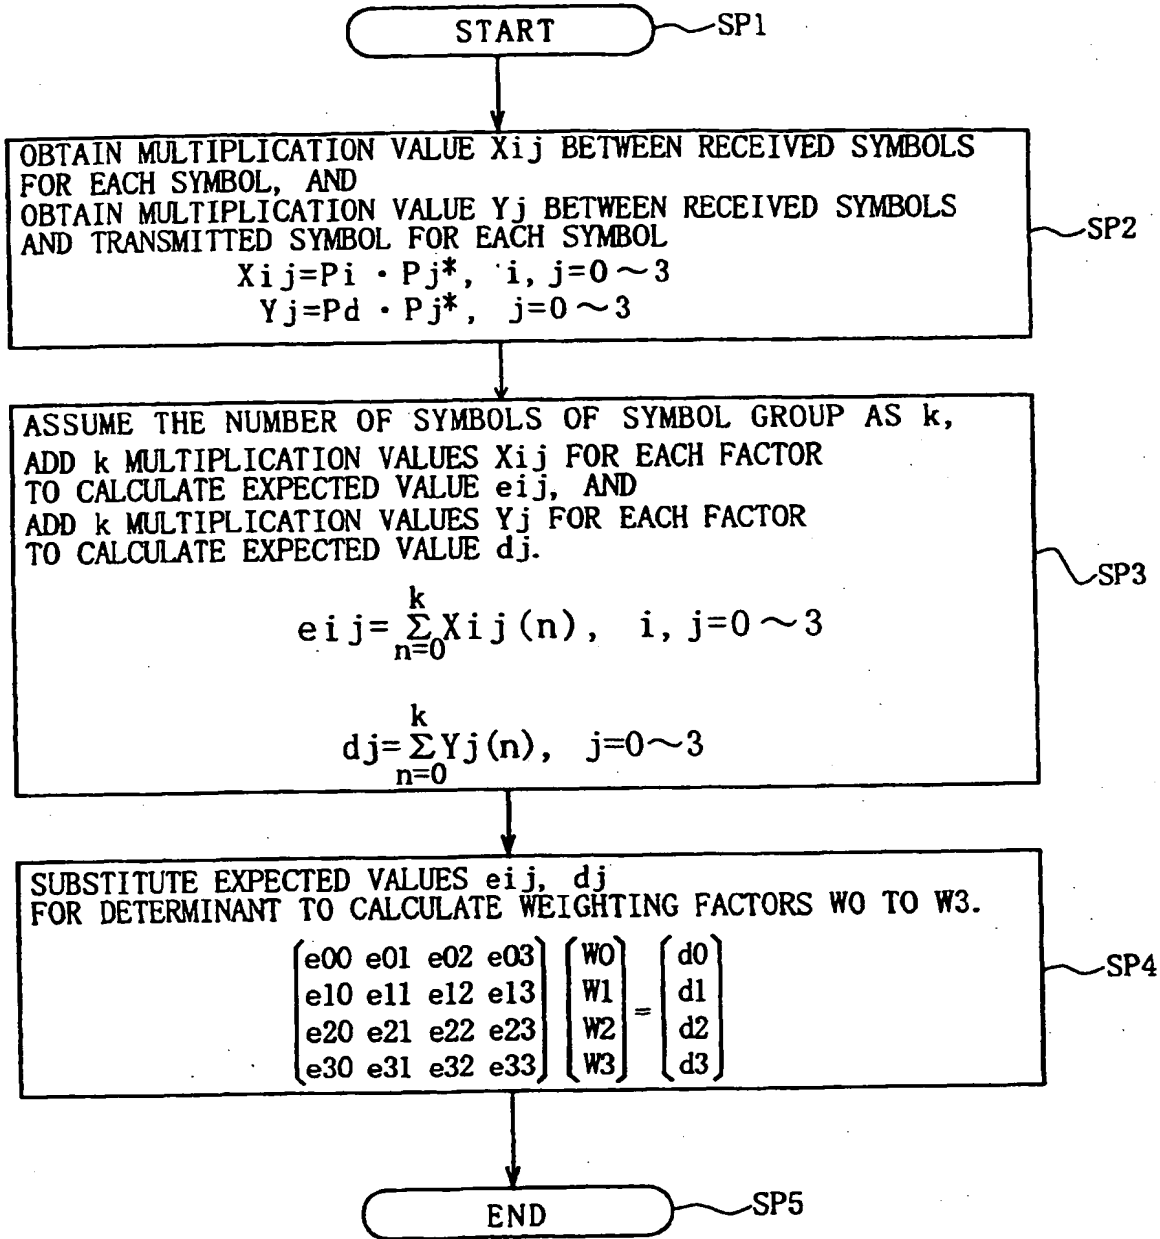 START
SP1
OBTAIN MULTIPLICATION VALUE Xij BETWEEN RECEIVED SYMBOLS
FOR EACH SYMBOL, AND
OBTAIN MULTIPLICATION VALUE Yj BETWEEN RECEIVED SYMBOLS
AND TRANSMITTED SYMBOL FOR EACH SYMBOL
Xij=Pi · Pj*, i, j=0～3
Yj=Pd · Pj*, j=0～3
SP2
ASSUME THE NUMBER OF SYMBOLS OF SYMBOL GROUP AS k,
ADD k MULTIPLICATION VALUES Xij FOR EACH FACTOR
TO CALCULATE EXPECTED VALUE eij, AND
ADD k MULTIPLICATION VALUES Yj FOR EACH FACTOR
TO CALCULATE EXPECTED VALUE dj.
k
eij=ΣXij(n), i, j=0～3
n=0
k
dj=ΣYj(n), j=0～3
n=0
SP3
SUBSTITUTE EXPECTED VALUES eij, dj
FOR DETERMINANT TO CALCULATE WEIGHTING FACTORS W0 TO W3.
e00 e01 e02 e03 W0 d0
e10 e11 e12 e13 W1 d1
=
e20 e21 e22 e23 W2 d2
e30 e31 e32 e33 W3 d3
SP4
END
SP5